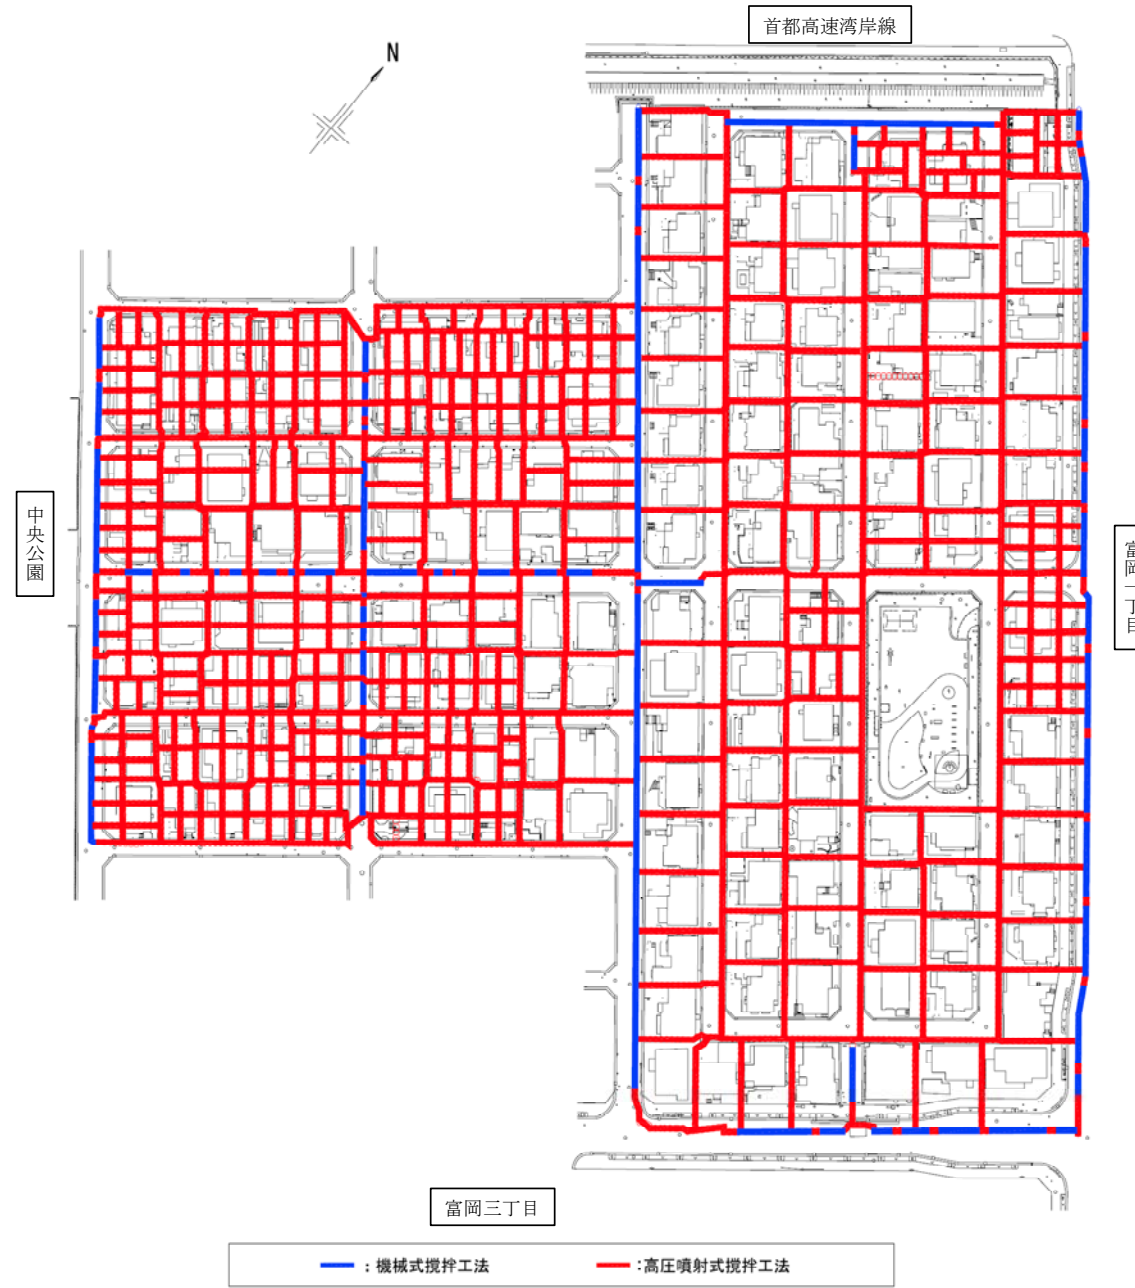 首都高速湾岸線
N
中央公園
富岡一丁目
富岡三丁目
：機械式撹拌工法
：高圧噴射式撹拌工法